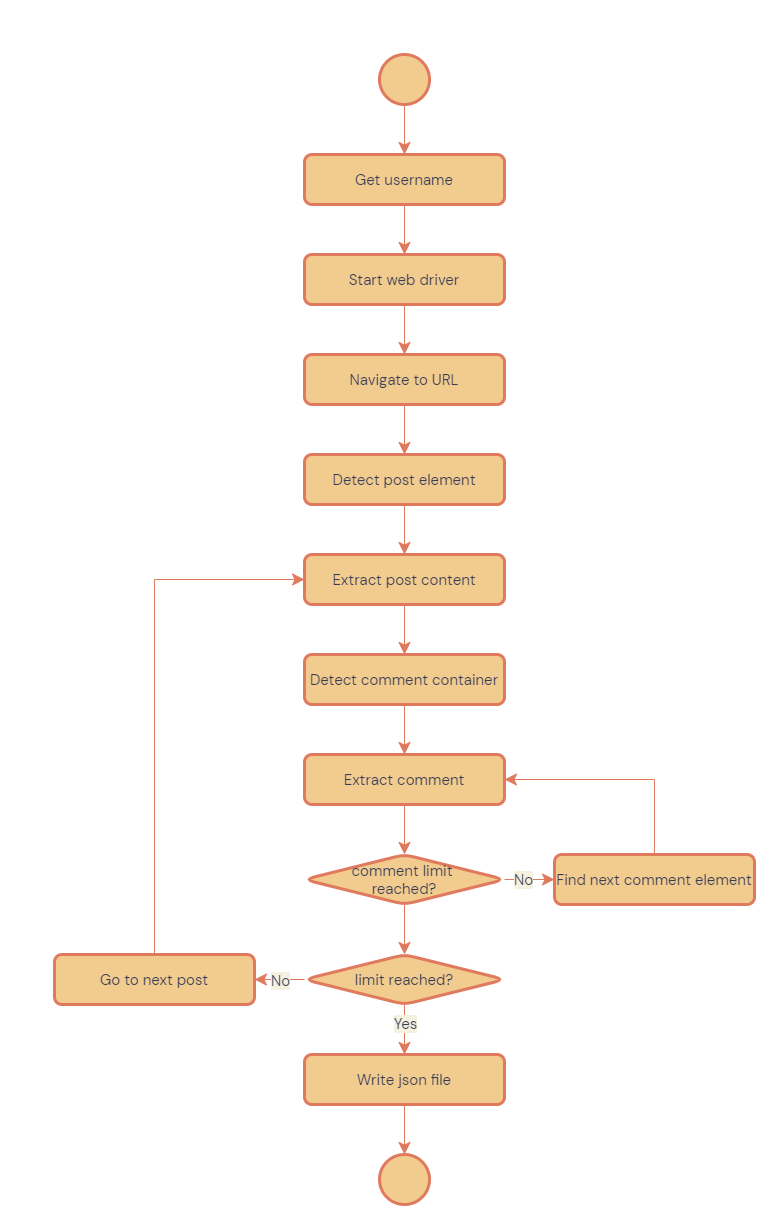 Get username
Start web driver
Navigate to URL
Detect post element
Extract post content
Detect comment container
Extract comment
comment limit
reached?
No
Find next comment element
Go to next post
No
limit reached?
Yes
Write json file